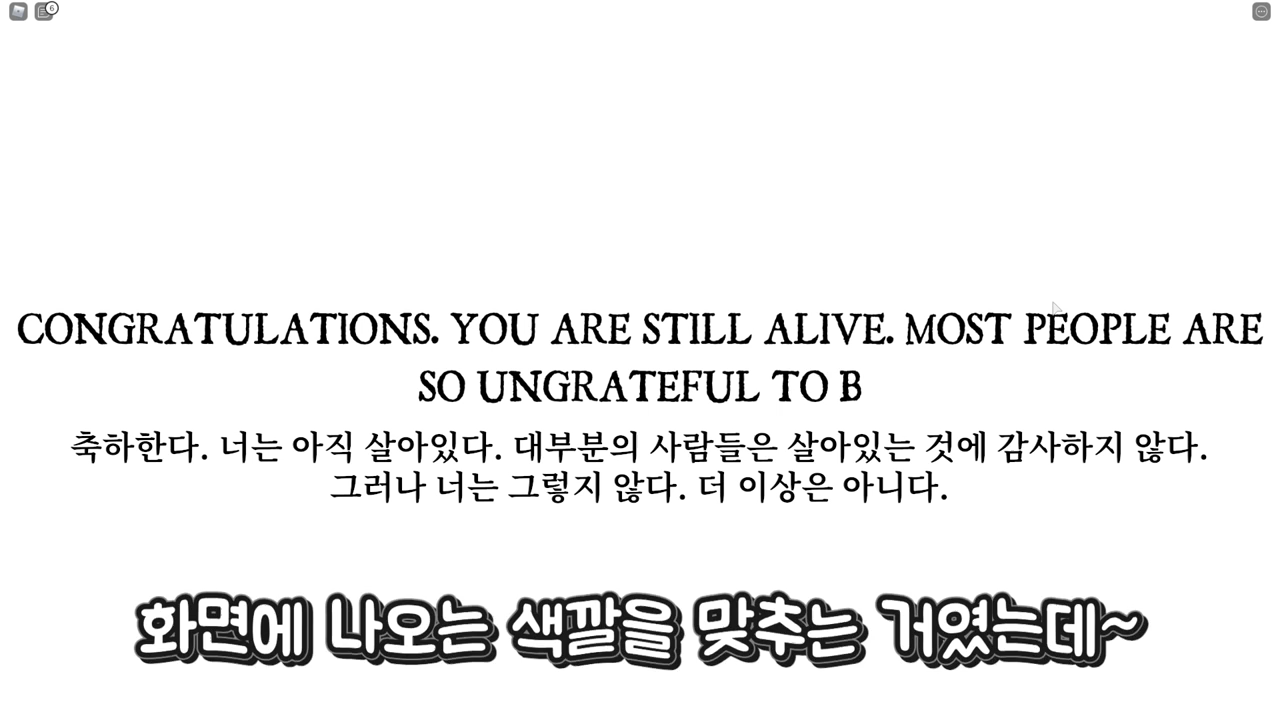 6
CONGRATULATIONS. YOU ARE STILL ALIVE. MOST PEOPLE ARE
SO UNGRATEFUL TO B
축하한다. 너는 아직 살아있다. 대부분의 사람들은 살아있는 것에 감사하지 않다.
그러나 너는 그렇지 않다. 더 이상은 아니다.
화면에 나오는 색깔을 맞추는 거였는데~